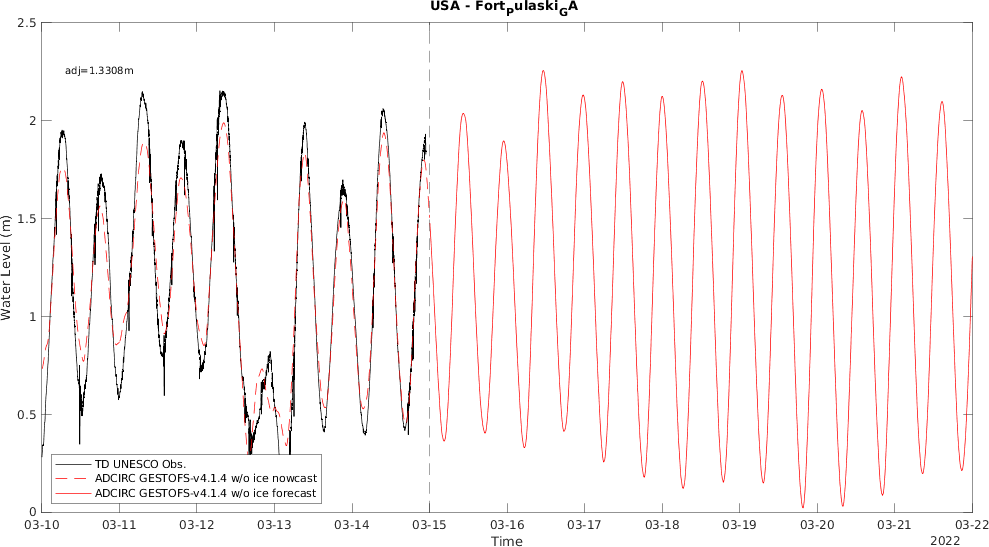 USA - FortPulaskiGA
adj=1.3308m
Water Level (m)
2.5
2
1.5
1
0.5
0
TD UNESCO Obs.
ADCIRC GESTOFS-v4.1.4 w/o ice nowcast
ADCIRC GESTOFS-v4.1.4 w/o ice forecast
03-10 03-11 03-12 03-13 03-14 03-15 03-16 03-17 03-18 03-19 03-20 03-21 03-22
Time
2022